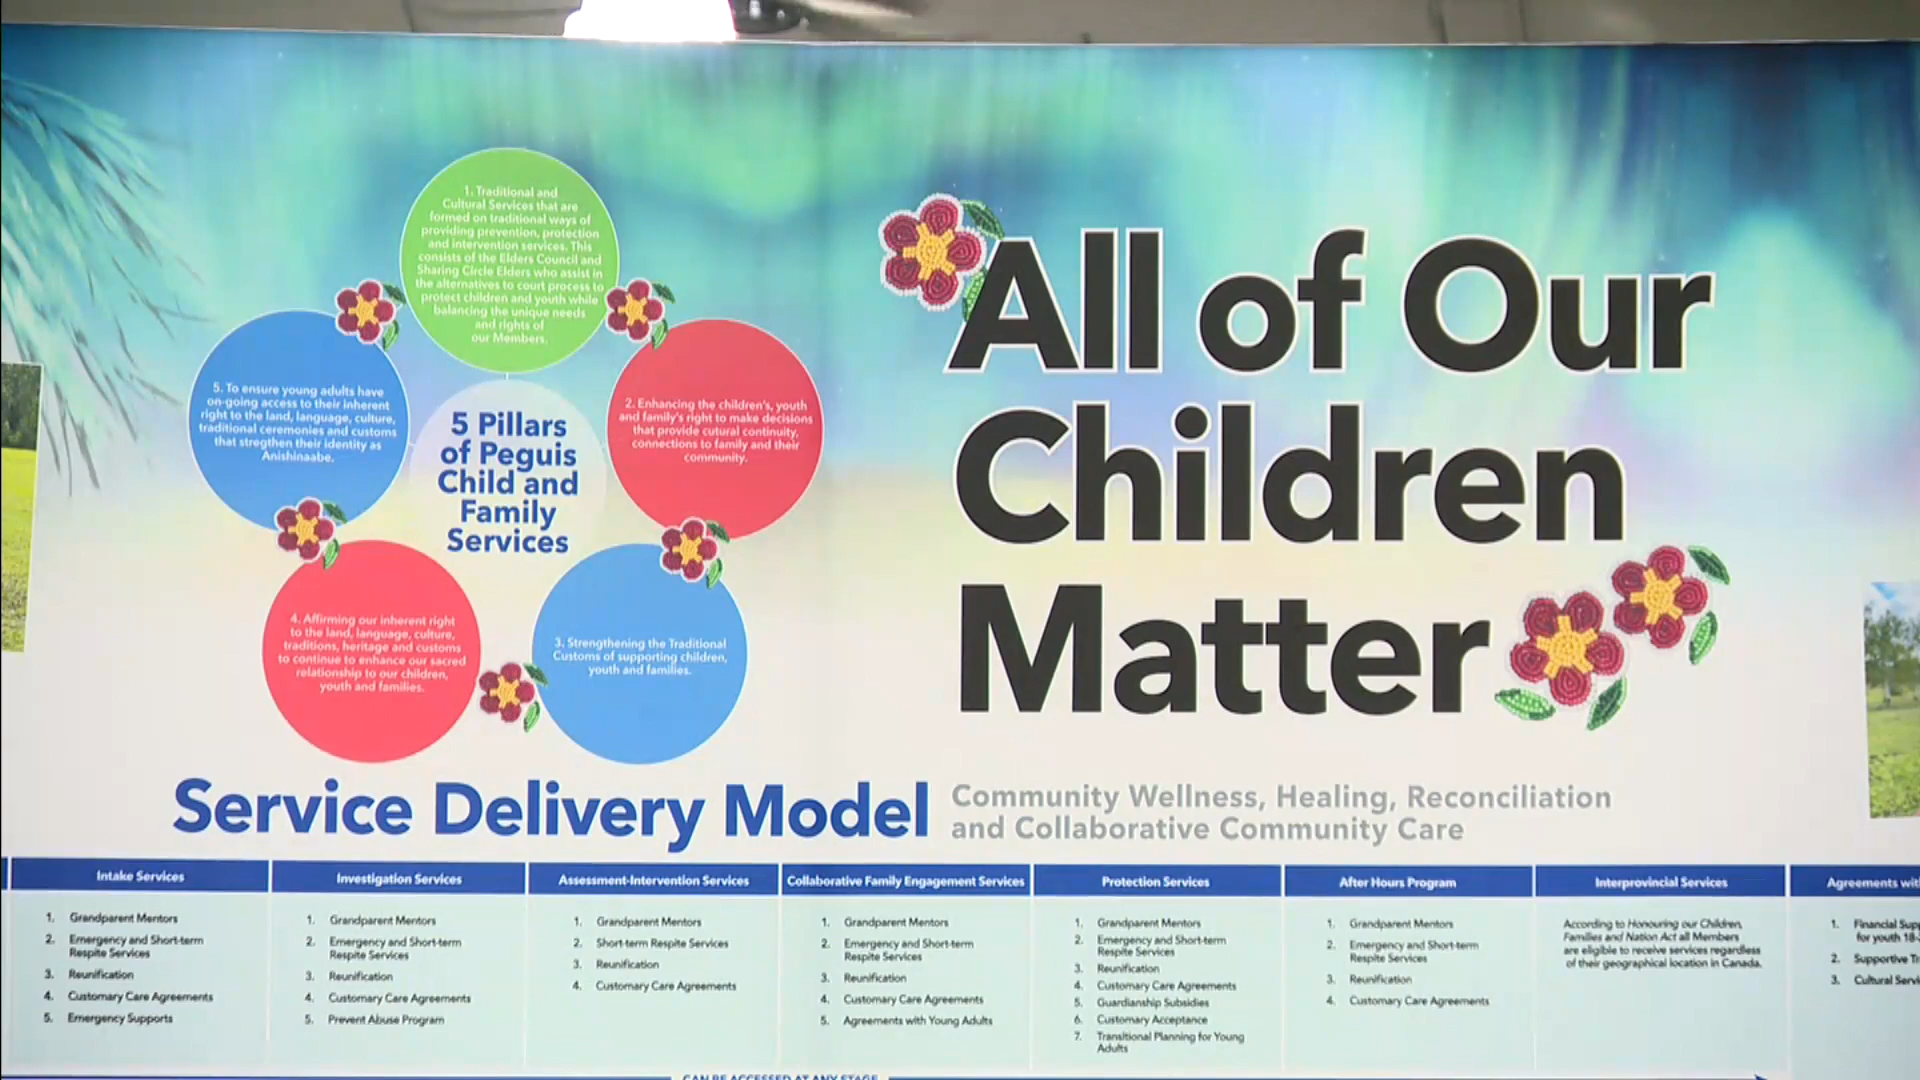 1. Traditional and
Cultural Services that are
formed on traditional ways of
providing prevention, protection
and intervention services. This
consists of the Elders Council and
Sharing Circle Elders who assist in
the alternatives to court process to
protect children and youth while
balancing the unique needs
and rights of
our Members.
2. Enhancing the children's, youth
and family's right to make decisions
that provide cutural continuity,
connections to family and their
community.
3. Strengthening the Traditional
Customs of supporting children,
youth and families.
4. Affirming our inherent right
to the land, language, culture,
traditions, heritage and customs
to continue to enhance our sacred
relationship to our children,
youth and families.
5. To ensure young adults have
on-going access to their inherent
right to the land, language, culture,
traditional ceremonies and customs
that stregthen their identity as
Anishinaabe.
5 Pillars
of Peguis
Child and
Family
Services
All of Our
Children
Matter
Service Delivery Model
Community Wellness, Healing, Reconciliation
and Collaborative Community Care
Intake Services
1. Grandparent Mentors
2. Emergency and Short-term
Respite Services
3. Reunification
4. Customary Care Agreements
5. Emergency Supports
Investigation Services
1. Grandparent Mentors
2. Emergency and Short-term
Respite Services
3. Reunification
4. Customary Care Agreements
5. Prevent Abuse Program
Assessment-Intervention Services
1. Grandparent Mentors
2. Short-term Respite Services
3. Reunification
4. Customary Care Agreements
Collaborative Family Engagement Services
1. Grandparent Mentors
2. Emergency and Short-term
Respite Services
3. Reunification
4. Customary Care Agreements
5. Agreements with Young Adults
Protection Services
1. Grandparent Mentors
2. Emergency and Short-term
Respite Services
3. Reunification
4. Customary Care Agreements
5. Guardianship Subsidies
6. Customary Acceptance
7. Transitional Planning for Young
Adults
After Hours Program
1. Grandparent Mentors
2. Emergency and Short-term
Respite Services
3. Reunification
4. Customary Care Agreements
Interprovincial Services
According to Honouring our Children,
Families and Nation Act all Members
are eligible to receive services regardless
of their geographical location in Canada.
Agreements wit
1. Financial Sup
for youth 18-
2. Supportive Tr
3. Cultural Servi
CAN BE ACCESSED AT ANY STAGE